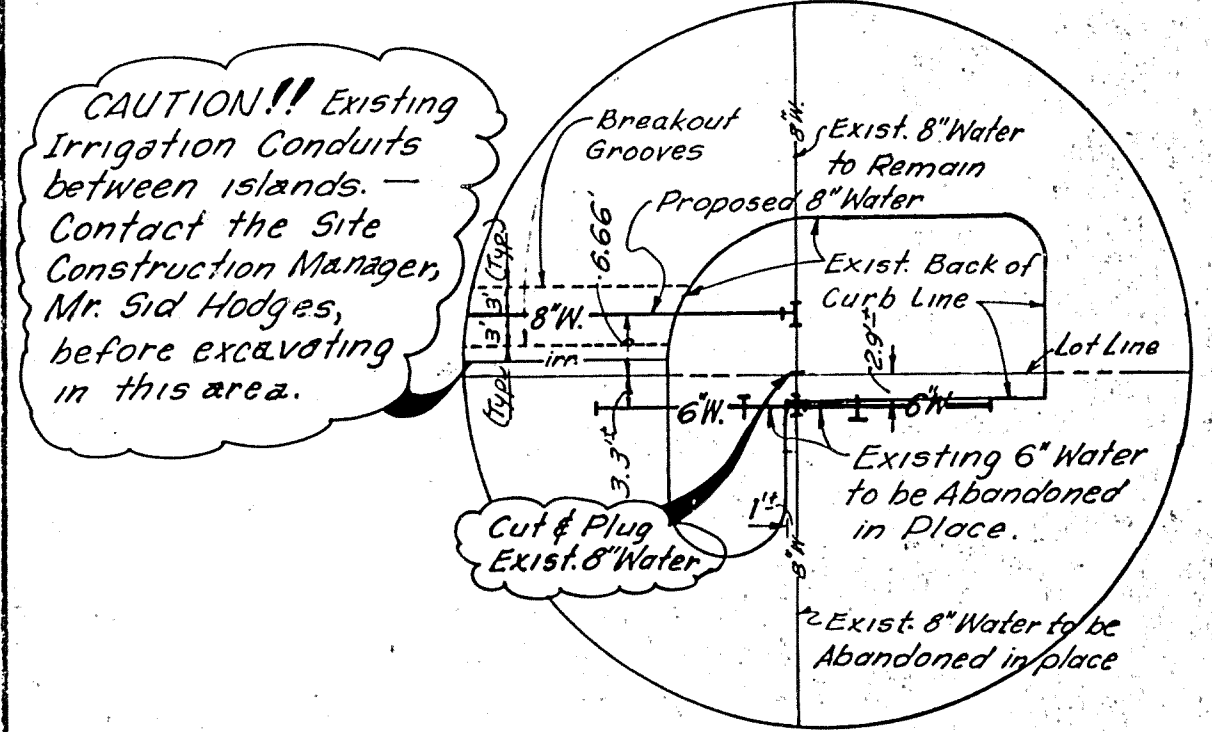 CAUTION!! Existing
Irrigation Conduits
between islands. —
Contact the Site
Construction Manager,
Mr. Sid Hodges,
before excavating
in this area.
Breakout
Grooves
8"W.
Exist. 8" Water
to Remain
Proposed 8" Water
6.66'
3' (Typ.)
3'
(Typ.)
8"W.
irr.
Exist. Back of
Curb Line
2.9'±
Lot Line
6"W.
6"W
3.3'±
Existing 6" Water
to be Abandoned
in Place.
1'±
8"W
Cut & Plug
Exist. 8" Water
Exist. 8" Water to be
Abandoned in place